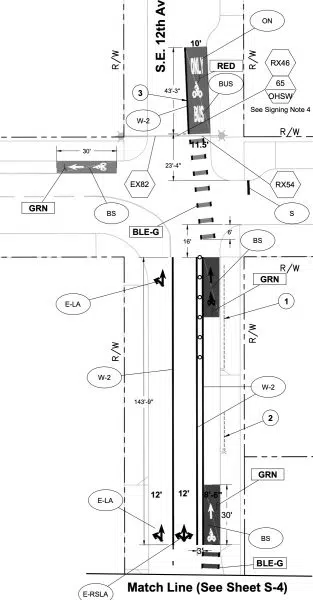 S.E. 12th Av
R/W
R/W
10'
ON
ONLY
BUS
RED
RX46
65
OHSW
BUS
3
43'-3"
W-2
See Signing Note 4
11.5'
30'
23'-4"
EX82
RX54
GRN
BS
S
BLE-G
6'
16'
BS
E-LA
GRN
R/W
1
R/W
W-2
W-2
143'-9"
2
GRN
E-LA
12'
12'
8'-6"
30'
BS
3'
BLE-G
E-RSLA
Match Line (See Sheet S-4)